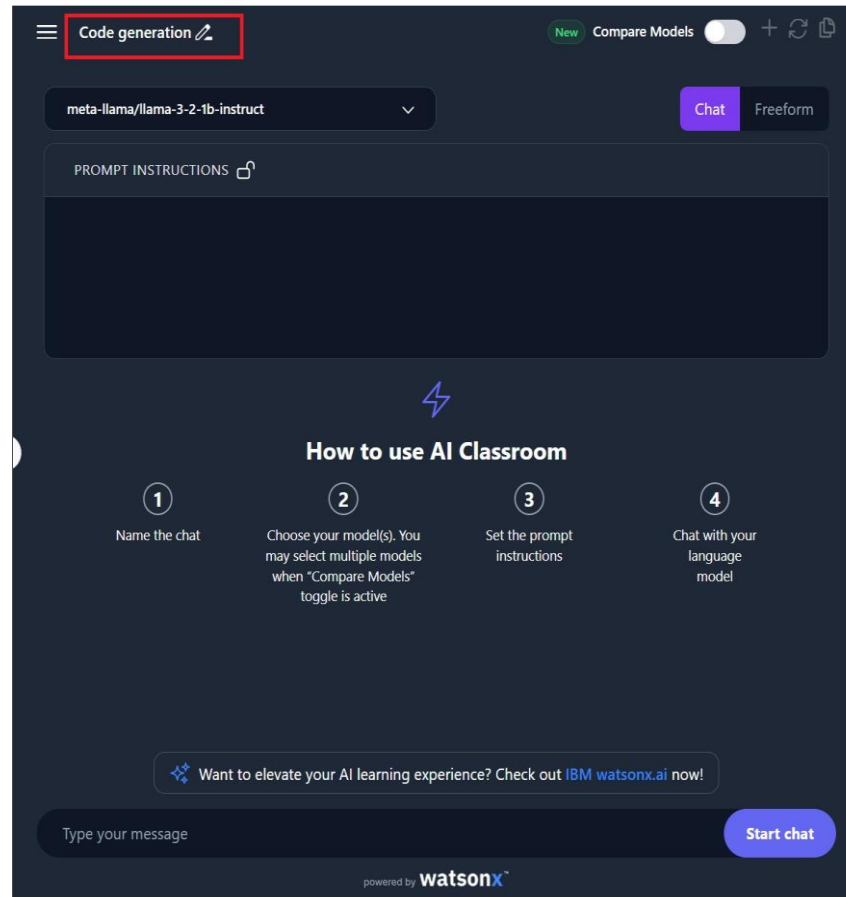 Code generation
New Compare Models
meta-llama/llama-3-2-1b-instruct
Chat Freeform
PROMPT INSTRUCTIONS
How to use AI Classroom
1
Name the chat
2
Choose your model(s). You
may select multiple models
when "Compare Models"
toggle is active
3
Set the prompt
instructions
4
Chat with your
language
model
Want to elevate your AI learning experience? Check out IBM watsonx.ai now!
Type your message
Start chat
powered by watsonx™